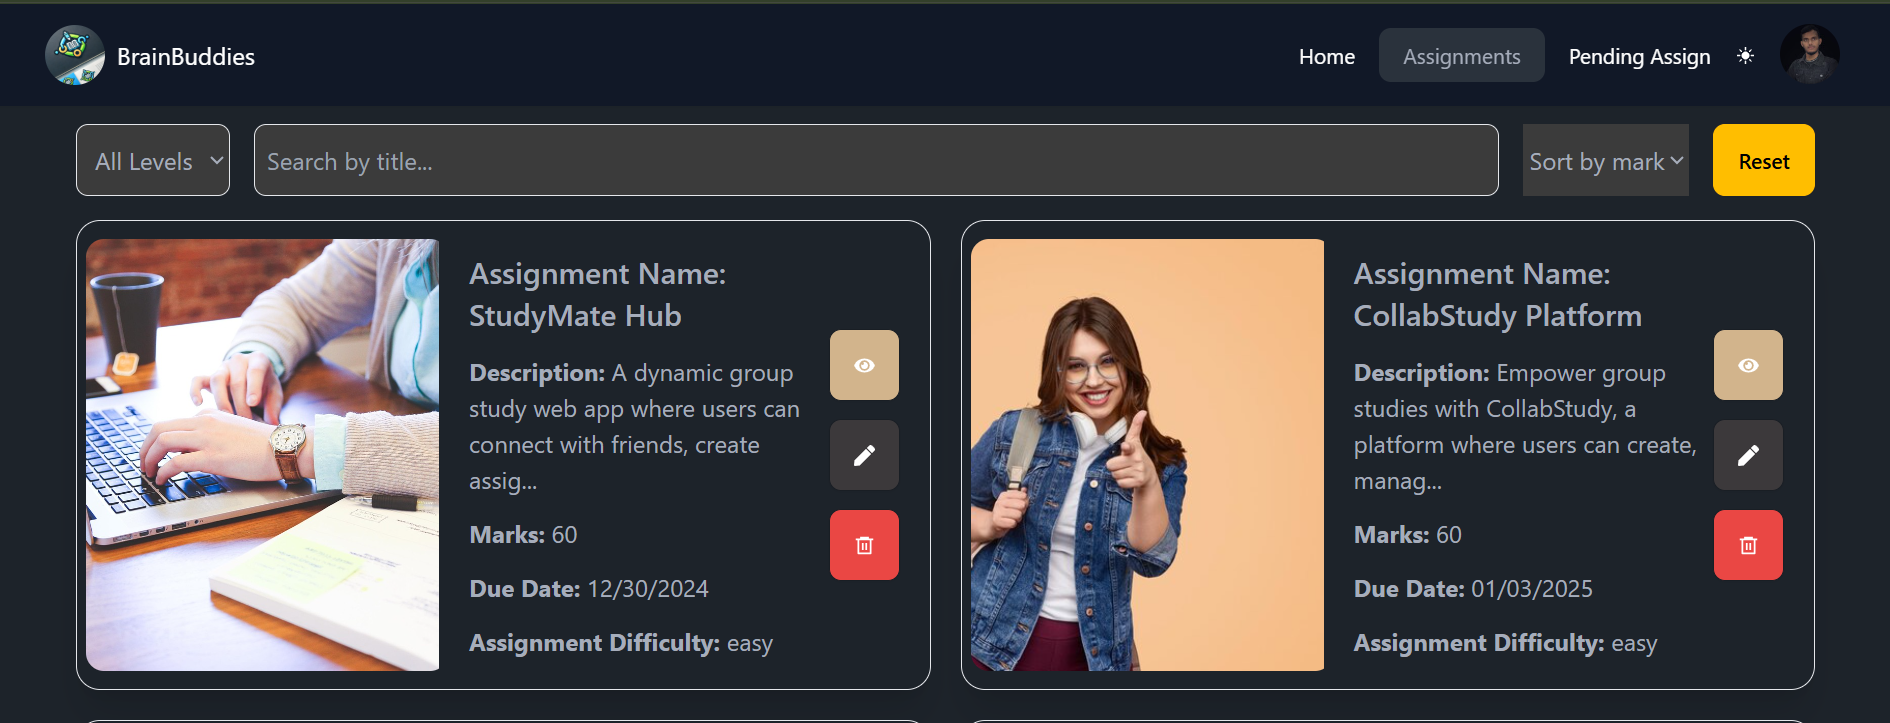 BrainBuddies
Home
Assignments
Pending Assign
All Levels
Search by title...
Sort by mark
Reset
Assignment Name:
StudyMate Hub
Description: A dynamic group
study web app where users can
connect with friends, create
assig...
Marks: 60
Due Date: 12/30/2024
Assignment Difficulty: easy
Assignment Name:
CollabStudy Platform
Description: Empower group
studies with CollabStudy, a
platform where users can create,
manag...
Marks: 60
Due Date: 01/03/2025
Assignment Difficulty: easy